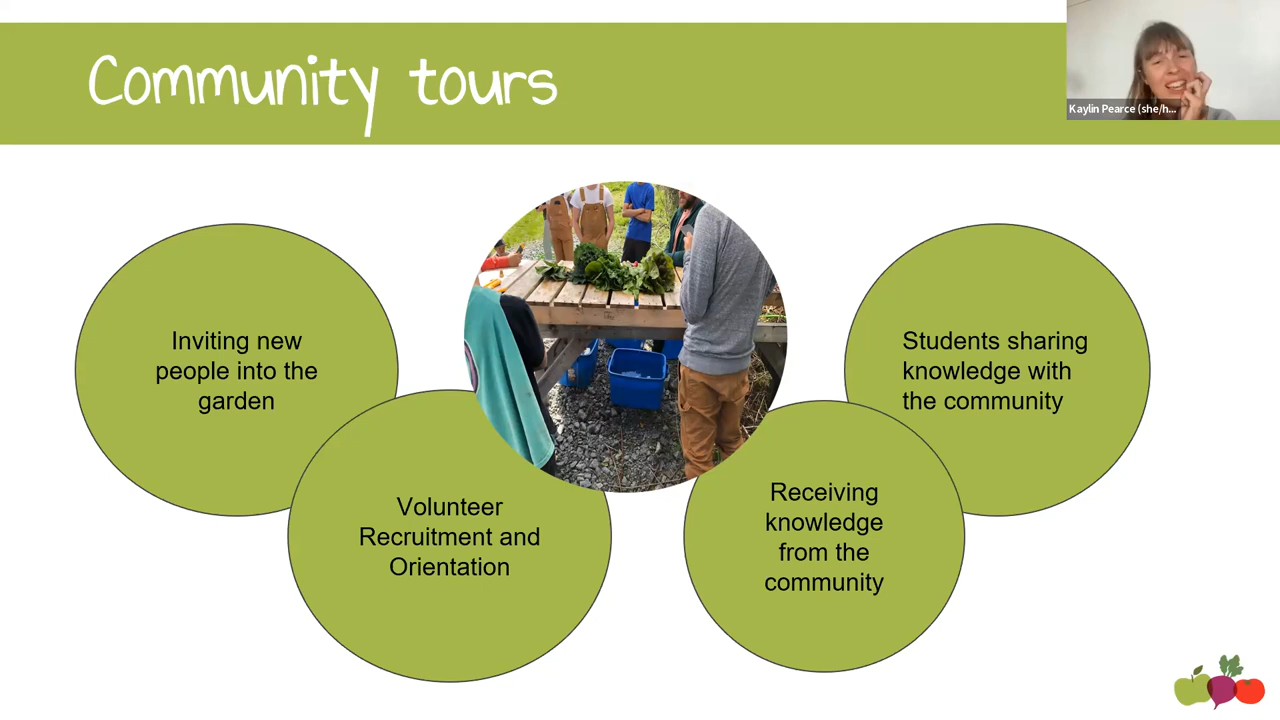 Community tours
Kaylin Pearce (she/h...
Inviting new
people into the
garden
Volunteer
Recruitment and
Orientation
Receiving
knowledge
from the
community
Students sharing
knowledge with
the community